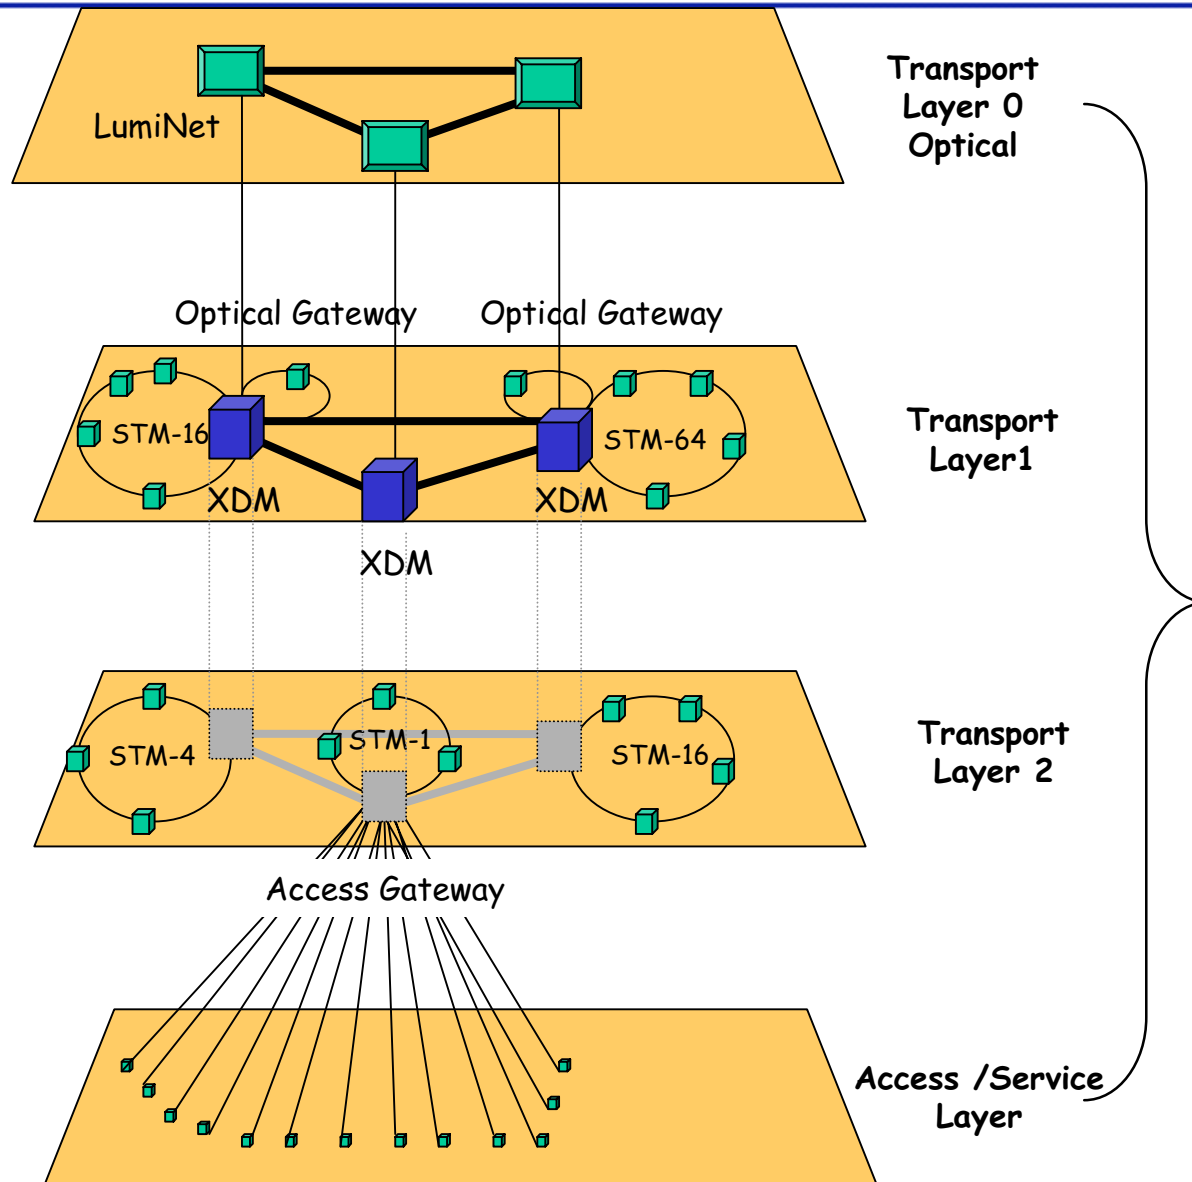 Transport
Layer 0
Optical
LumiNet
Optical Gateway
Optical Gateway
STM-16
STM-64
Transport
Layer1
XDM
XDM
XDM
STM-4
STM-1
STM-16
Transport
Layer 2
Access Gateway
Access /Service
Layer